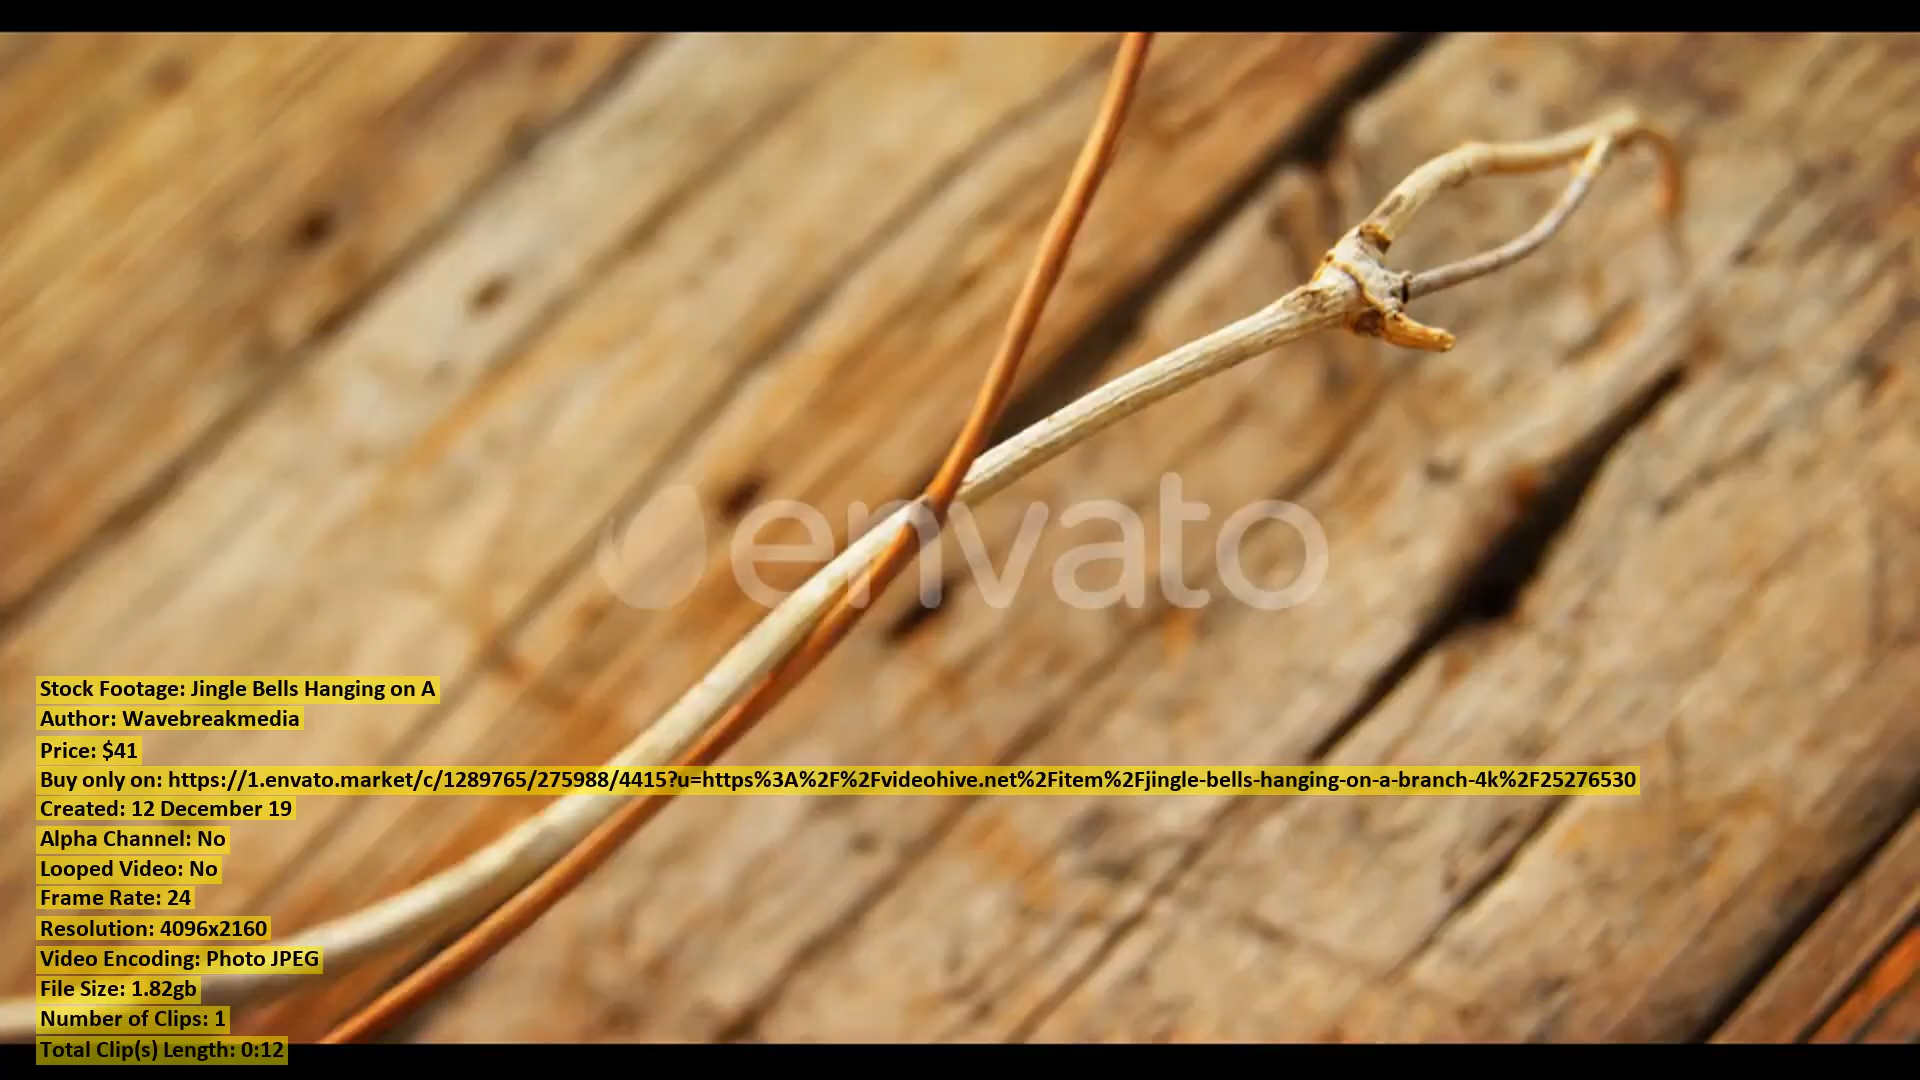 envato
Stock Footage: Jingle Bells Hanging on A
Author: Wavebreakmedia
Price: $41
Buy only on: https://1.envato.market/c/1289765/275988/4415?u=https%3A%2F%2Fvideohive.net%2Fitem%2Fjingle-bells-hanging-on-a-branch-4k%2F25276530
Created: 12 December 19
Alpha Channel: No
Looped Video: No
Frame Rate: 24
Resolution: 4096x2160
Video Encoding: Photo JPEG
File Size: 1.82gb
Number of Clips: 1
Total Clip(s) Length: 0:12